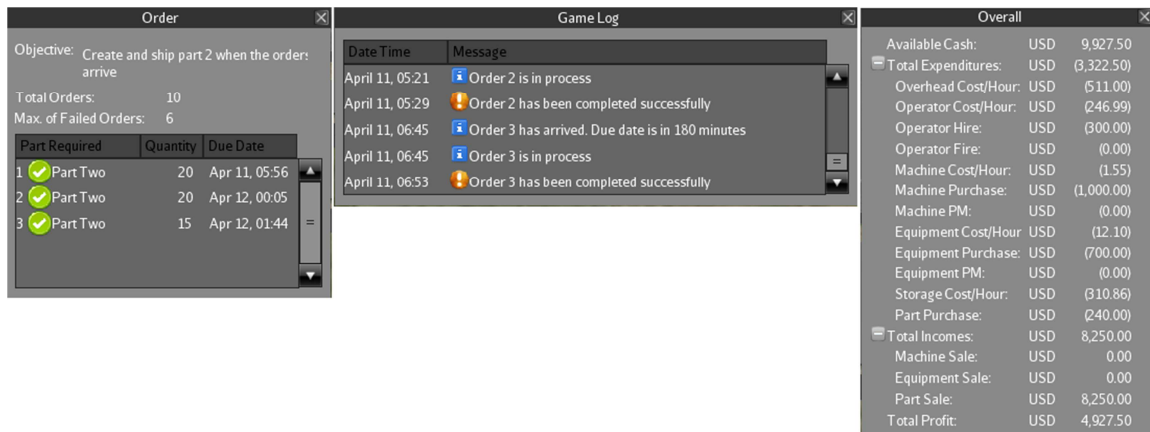 Order
Objective: Create and ship part 2 when the orders
arrive
Total Orders: 10
Max. of Failed Orders: 6
Part Required Quantity Due Date
1 Part Two 20 Apr 11, 05:56
2 Part Two 20 Apr 12, 00:05
3 Part Two 15 Apr 12, 01:44
Game Log
Date Time Message
April 11, 05:21 Order 2 is in process
April 11, 05:29 Order 2 has been completed successfully
April 11, 06:45 Order 3 has arrived. Due date is in 180 minutes
April 11, 06:45 Order 3 is in process
April 11, 06:53 Order 3 has been completed successfully
Overall
Available Cash: USD 9,927.50
Total Expenditures: USD (3,322.50)
Overhead Cost/Hour: USD (511.00)
Operator Cost/Hour: USD (246.99)
Operator Hire: USD (300.00)
Operator Fire: USD (0.00)
Machine Cost/Hour: USD (1.55)
Machine Purchase: USD (1,000.00)
Machine PM: USD (0.00)
Equipment Cost/Hour USD (12.10)
Equipment Purchase: USD (700.00)
Equipment PM: USD (0.00)
Storage Cost/Hour: USD (310.86)
Part Purchase: USD (240.00)
Total Incomes: USD 8,250.00
Machine Sale: USD 0.00
Equipment Sale: USD 0.00
Part Sale: USD 8,250.00
Total Profit: USD 4,927.50